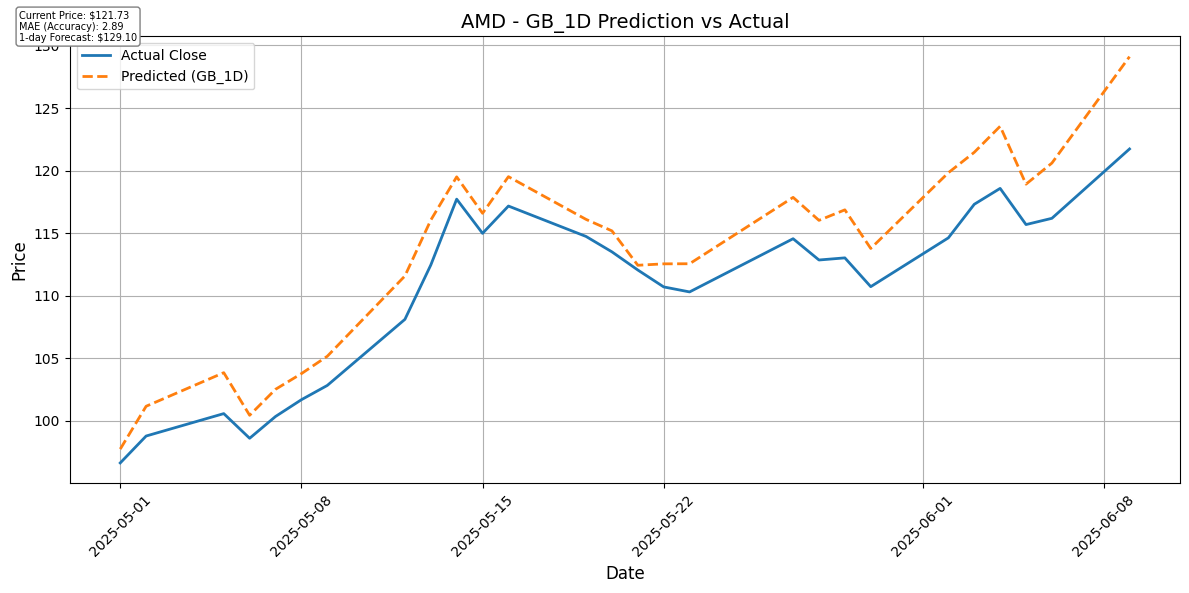 AMD - GB_1D Prediction vs Actual
Current Price: $121.73
MAE (Accuracy): 2.89
1-day Forecast: $129.10
Actual Close
Predicted (GB_1D)
Price
130
125
120
115
110
105
100
2025-05-01
2025-05-08
2025-05-15
2025-05-22
2025-06-01
2025-06-08
Date